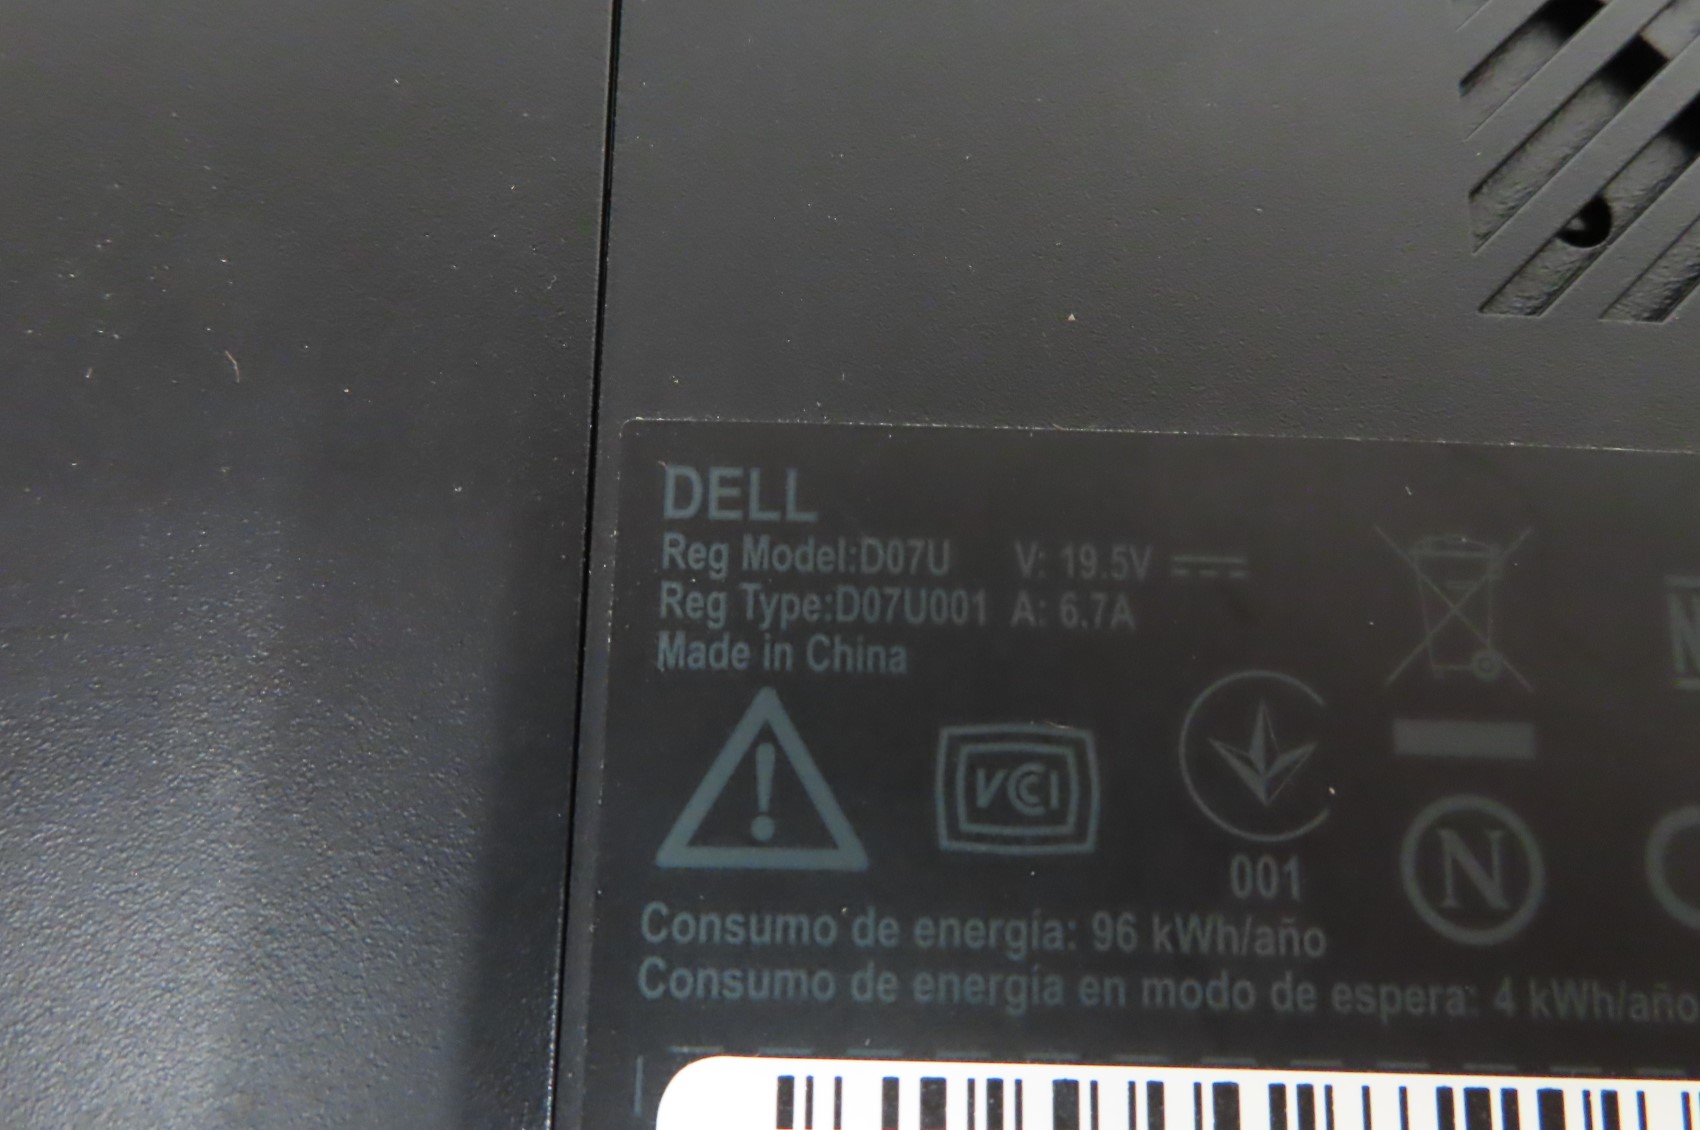 DELL
Reg Model:D07U V: 19.5V
Reg Type:D07U001 A: 6.7A
Made in China
VCCI
001
N
Consumo de energía: 96 kWh/año
Consumo de energía en modo de espera: 4 kWh/año